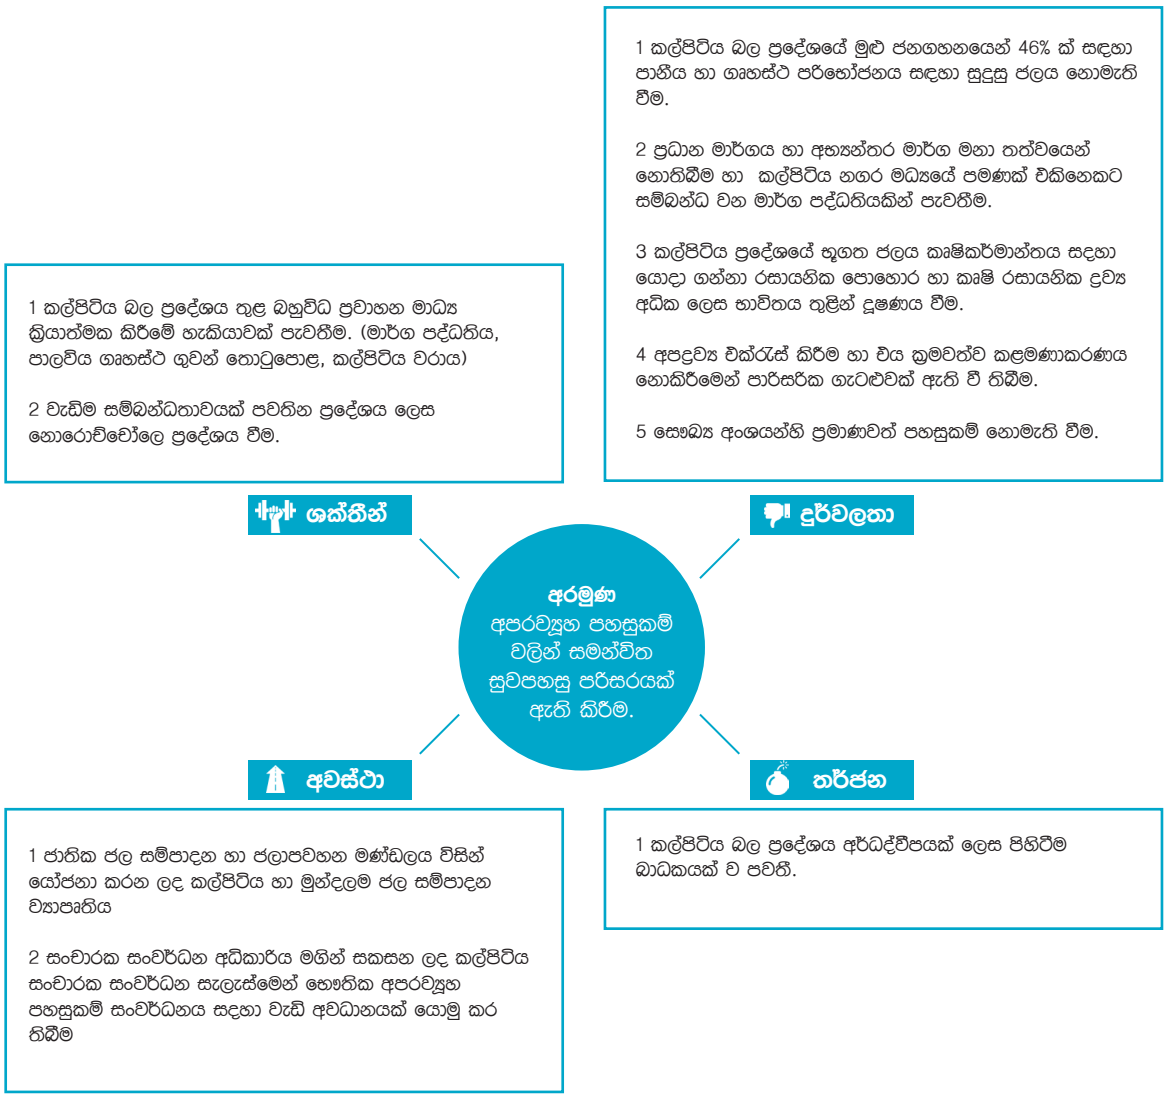 1 කල්පිටිය බල ප්‍රදේශයේ මුළු ජනගහනයෙන් 46% ක් සඳහා
පානීය හා ගෘහස්ථ පරිභෝජනය සඳහා සුදුසු ජලය නොමැති
වීම.
2 ප්‍රධාන මාර්ගය හා අභ්‍යන්තර මාර්ග මනා තත්වයෙන්
නොතිබීම හා කල්පිටිය නගර මධ්‍යයේ පමණක් එකිනෙකට
සම්බන්ධ වන මාර්ග පද්ධතියකින් පැවතීම.
3 කල්පිටිය ප්‍රදේශයේ භූගත ජලය කෘෂිකර්මාන්තය සඳහා
යොදා ගන්නා රසායනික පොහොර හා කෘෂි රසායනික ද්‍රව්‍ය
අධික ලෙස භාවිතය තුළින් දූෂණය වීම.
4 අපද්‍රව්‍ය එක්රැස් කිරීම හා එය ක්‍රමවත්ව කළමණාකරණය
නොකිරීමෙන් පාරිසරික ගැටළුවක් ඇති වී තිබීම.
5 සෞඛ්‍ය අංශයන්හි ප්‍රමාණවත් පහසුකම් නොමැති වීම.
1 කල්පිටිය බල ප්‍රදේශය තුළ බහුවිධ ප්‍රවාහන මාධ්‍ය
ක්‍රියාත්මක කිරීමේ හැකියාවක් පැවතීම. (මාර්ග පද්ධතිය,
පාලවිය ගෘහස්ථ ගුවන් තොටුපොළ, කල්පිටිය වරාය)
2 වැඩිම සම්බන්ධතාවයක් පවතින ප්‍රදේශය ලෙස
නොරොච්චෝලෙ ප්‍රදේශය වීම.
ශක්තීන්
දුර්වලතා
අරමුණ
අපරව්‍යූහ පහසුකම්
වලින් සමන්විත
සුවපහසු පරිසරයක්
ඇති කිරීම.
අවස්ථා
තර්ජන
1 ජාතික ජල සම්පාදන හා ජලාපවහන මණ්ඩලය විසින්
යෝජනා කරන ලද කල්පිටිය හා මුන්දලම ජල සම්පාදන
ව්‍යාපෘතිය
2 සංචාරක සංවර්ධන අධිකාරිය මගින් සකසන ලද කල්පිටිය
සංචාරක සංවර්ධන සැලැස්මෙන් භෞතික අපරව්‍යූහ
පහසුකම් සංවර්ධනය සදහා වැඩි අවධානයක් යොමු කර
තිබීම
1 කල්පිටිය බල ප්‍රදේශය අර්ධද්වීපයක් ලෙස පිහිටීම
බාධකයක් ව පවතී.